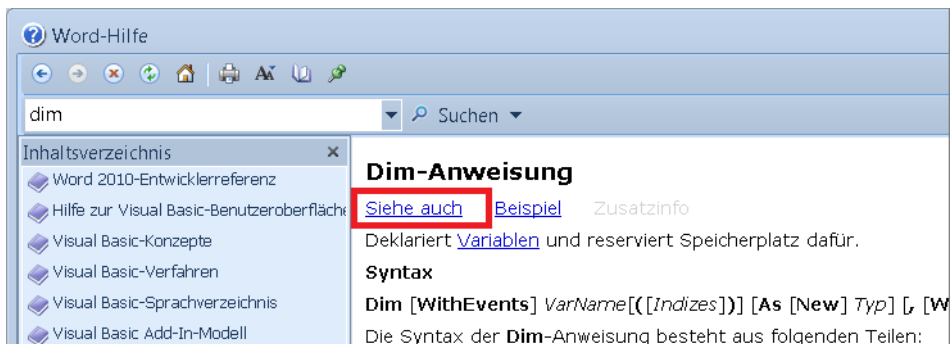 Word-Hilfe
dim
Suchen
Inhaltsverzeichnis
Word 2010-Entwicklerreferenz
Hilfe zur Visual Basic-Benutzeroberfläche
Visual Basic-Konzepte
Visual Basic-Verfahren
Visual Basic-Sprachverzeichnis
Visual Basic Add-In-Modell
Dim-Anweisung
Siehe auch Beispiel Zusatzinfo
Deklariert Variablen und reserviert Speicherplatz dafür.
Syntax
Dim [WithEvents] VarName[([Indizes])] [As [New] Typ] [, [W
Die Syntax der Dim-Anweisung besteht aus folgenden Teilen: